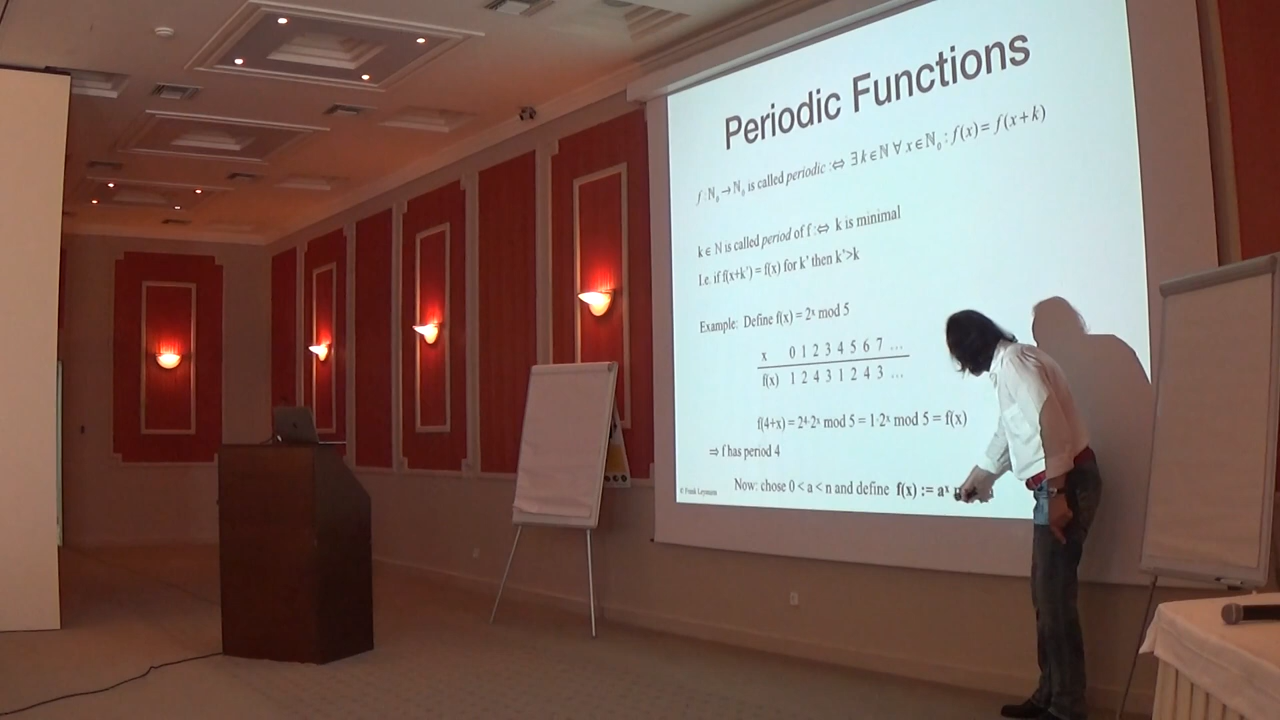 Periodic Functions
f : ℕ₀ → ℕ₀ is called periodic :⇔ ∃ k ∈ ℕ ∀ x ∈ ℕ₀ : f(x) = f(x+k)
k ∈ N is called period of f :⇔ k is minimal
I.e. if f(x+k') = f(x) for k' then k'>k
Example: Define f(x) = 2ˣ mod 5
x 0 1 2 3 4 5 6 7 …
f(x) 1 2 4 3 1 2 4 3 …
f(4+x) = 2⁴·2ˣ mod 5 = 1·2ˣ mod 5 = f(x)
⇒ f has period 4
Now: chose 0 < a < n and define f(x) := aˣ
© Frank Leymann